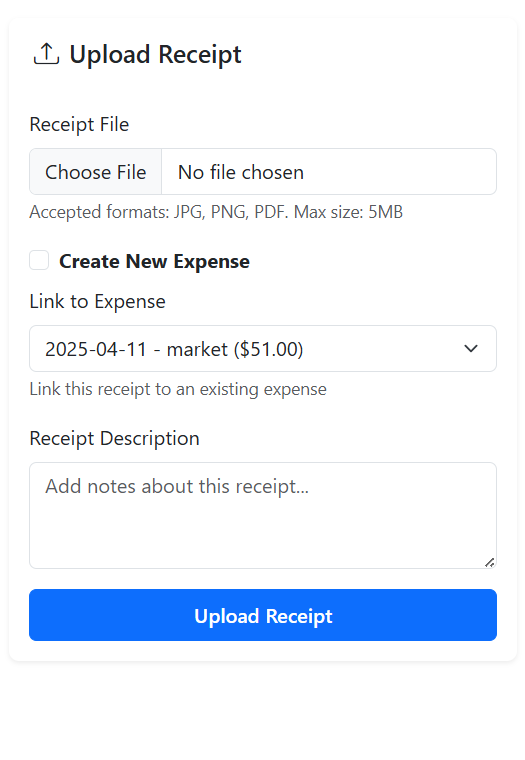 Upload Receipt
Receipt File
Choose File No file chosen
Accepted formats: JPG, PNG, PDF. Max size: 5MB
Create New Expense
Link to Expense
2025-04-11 - market ($51.00)
Link this receipt to an existing expense
Receipt Description
Add notes about this receipt...
Upload Receipt